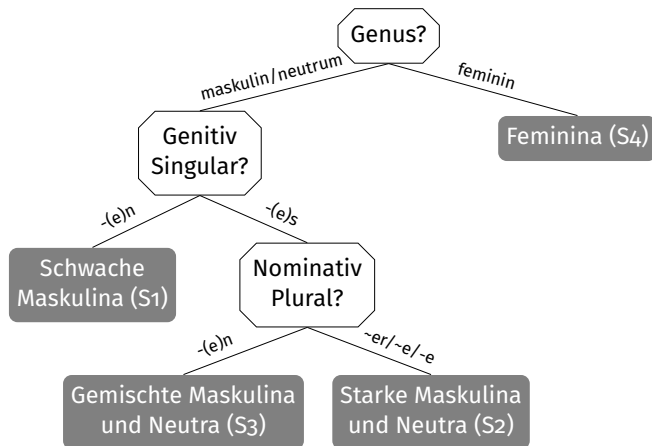 Genus?
maskulin/neutrum
feminin
Genitiv
Singular?
Feminina (S4)
-(e)n
-(e)s
Schwache
Maskulina (S1)
Nominativ
Plural?
-(e)n
~er/~e/-e
Gemischte Maskulina
und Neutra (S3)
Starke Maskulina
und Neutra (S2)